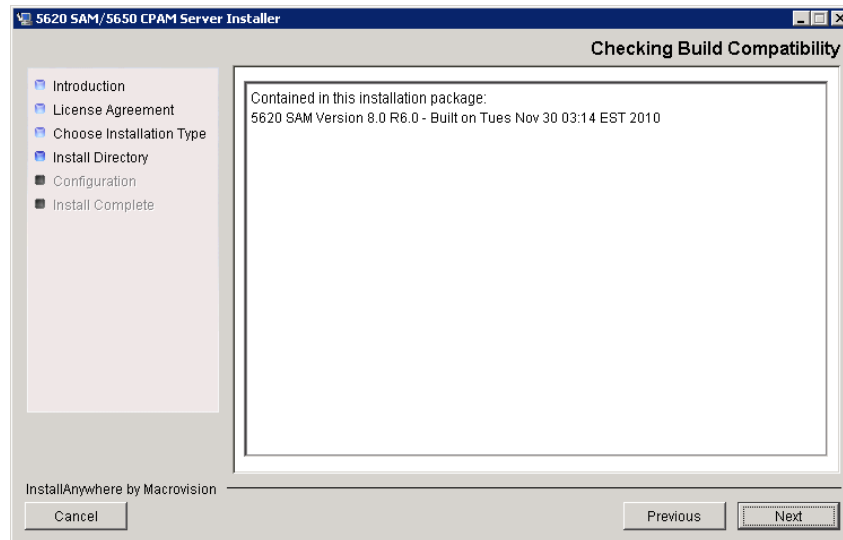 5620 SAM/5650 CPAM Server Installer
Checking Build Compatibility
Introduction
License Agreement
Choose Installation Type
Install Directory
Configuration
Install Complete
Contained in this installation package:
5620 SAM Version 8.0 R6.0 - Built on Tues Nov 30 03:14 EST 2010
InstallAnywhere by Macrovision
Cancel
Previous
Next